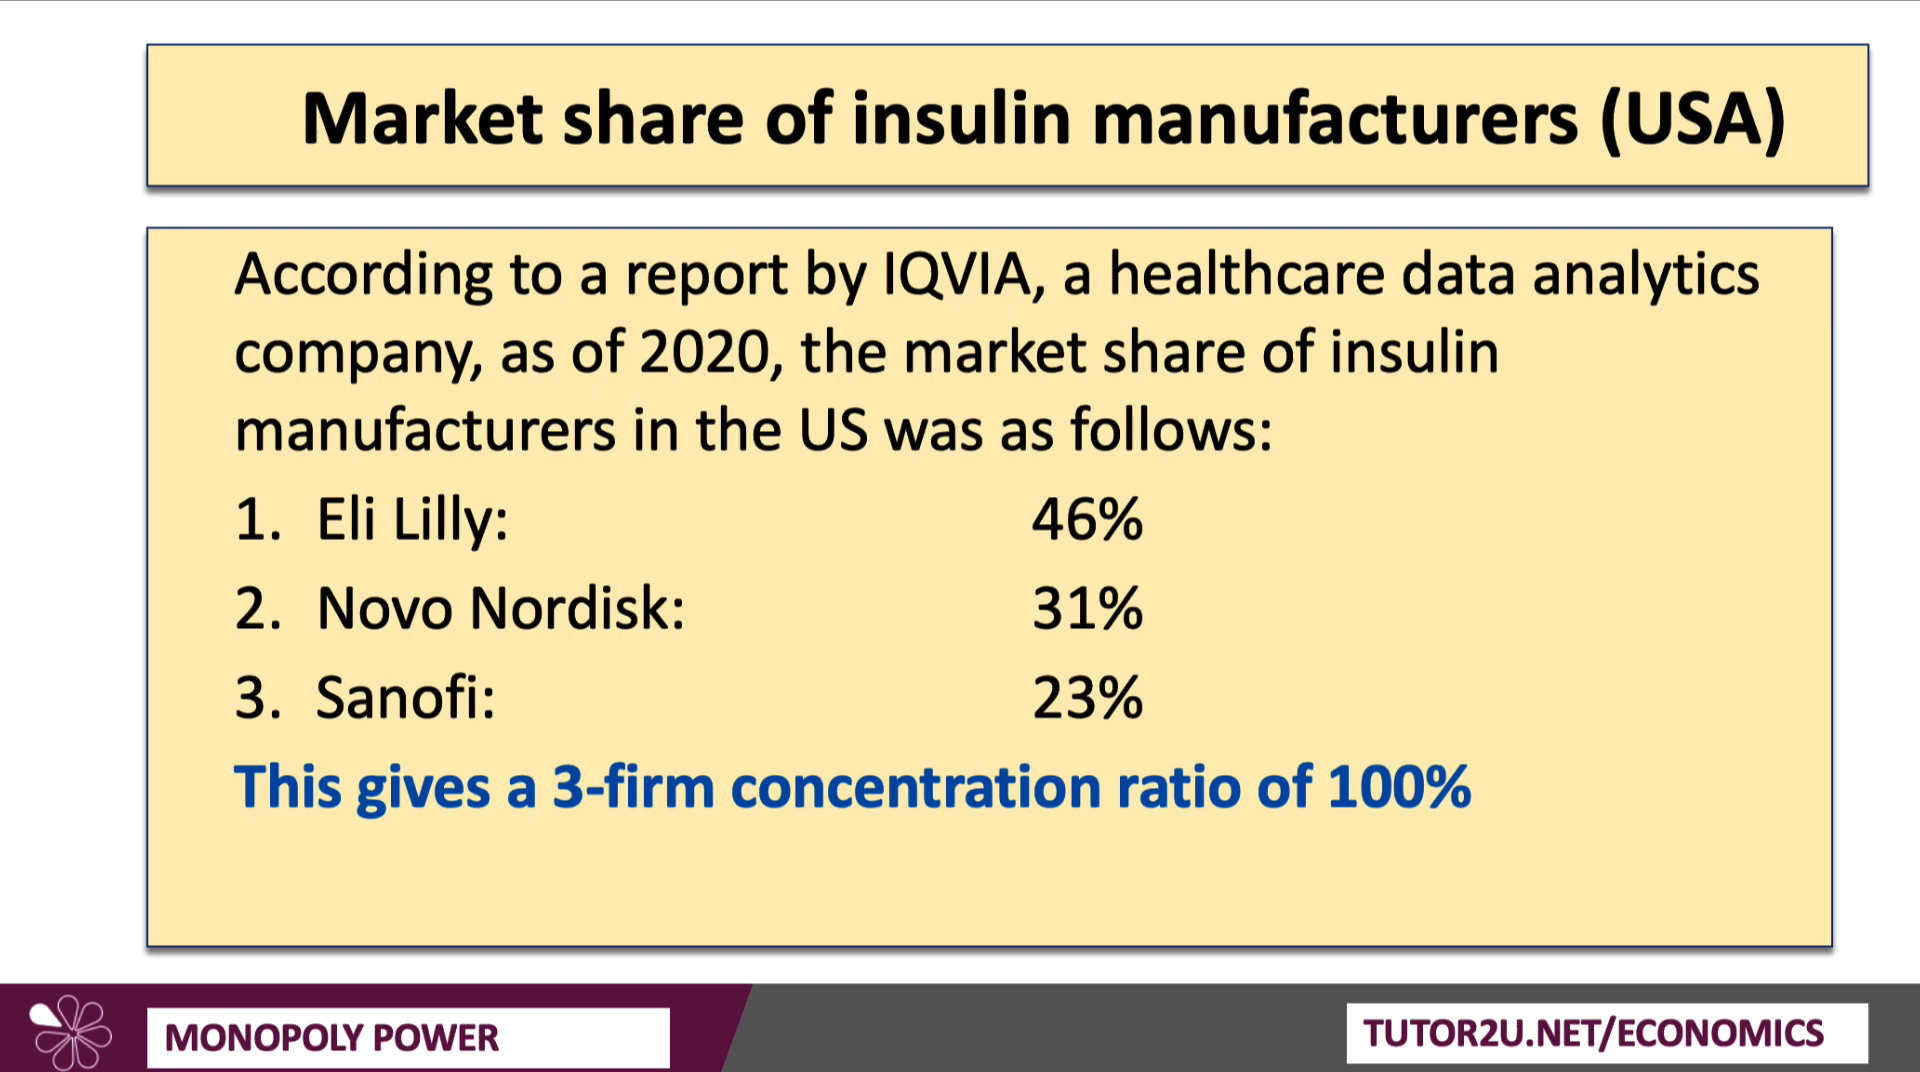 Market share of insulin manufacturers (USA)
According to a report by IQVIA, a healthcare data analytics
company, as of 2020, the market share of insulin
manufacturers in the US was as follows:
1. Eli Lilly: 46%
2. Novo Nordisk: 31%
3. Sanofi: 23%
This gives a 3-firm concentration ratio of 100%
MONOPOLY POWER
TUTOR2U.NET/ECONOMICS